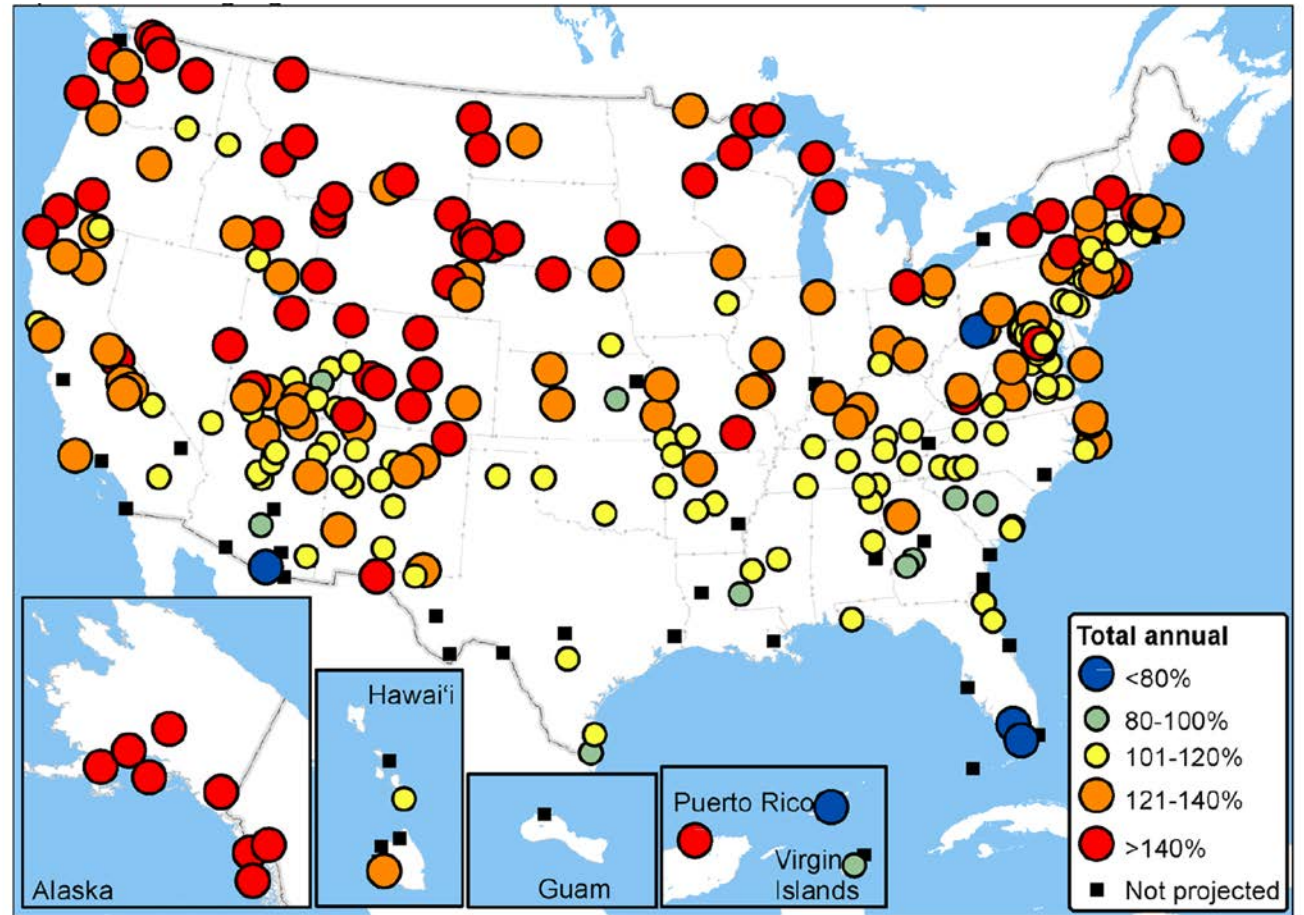 Total annual
<80%
80-100%
101-120%
121-140%
>140%
Not projected
Alaska
Hawai‘i
Guam
Puerto Rico
Virgin
Islands